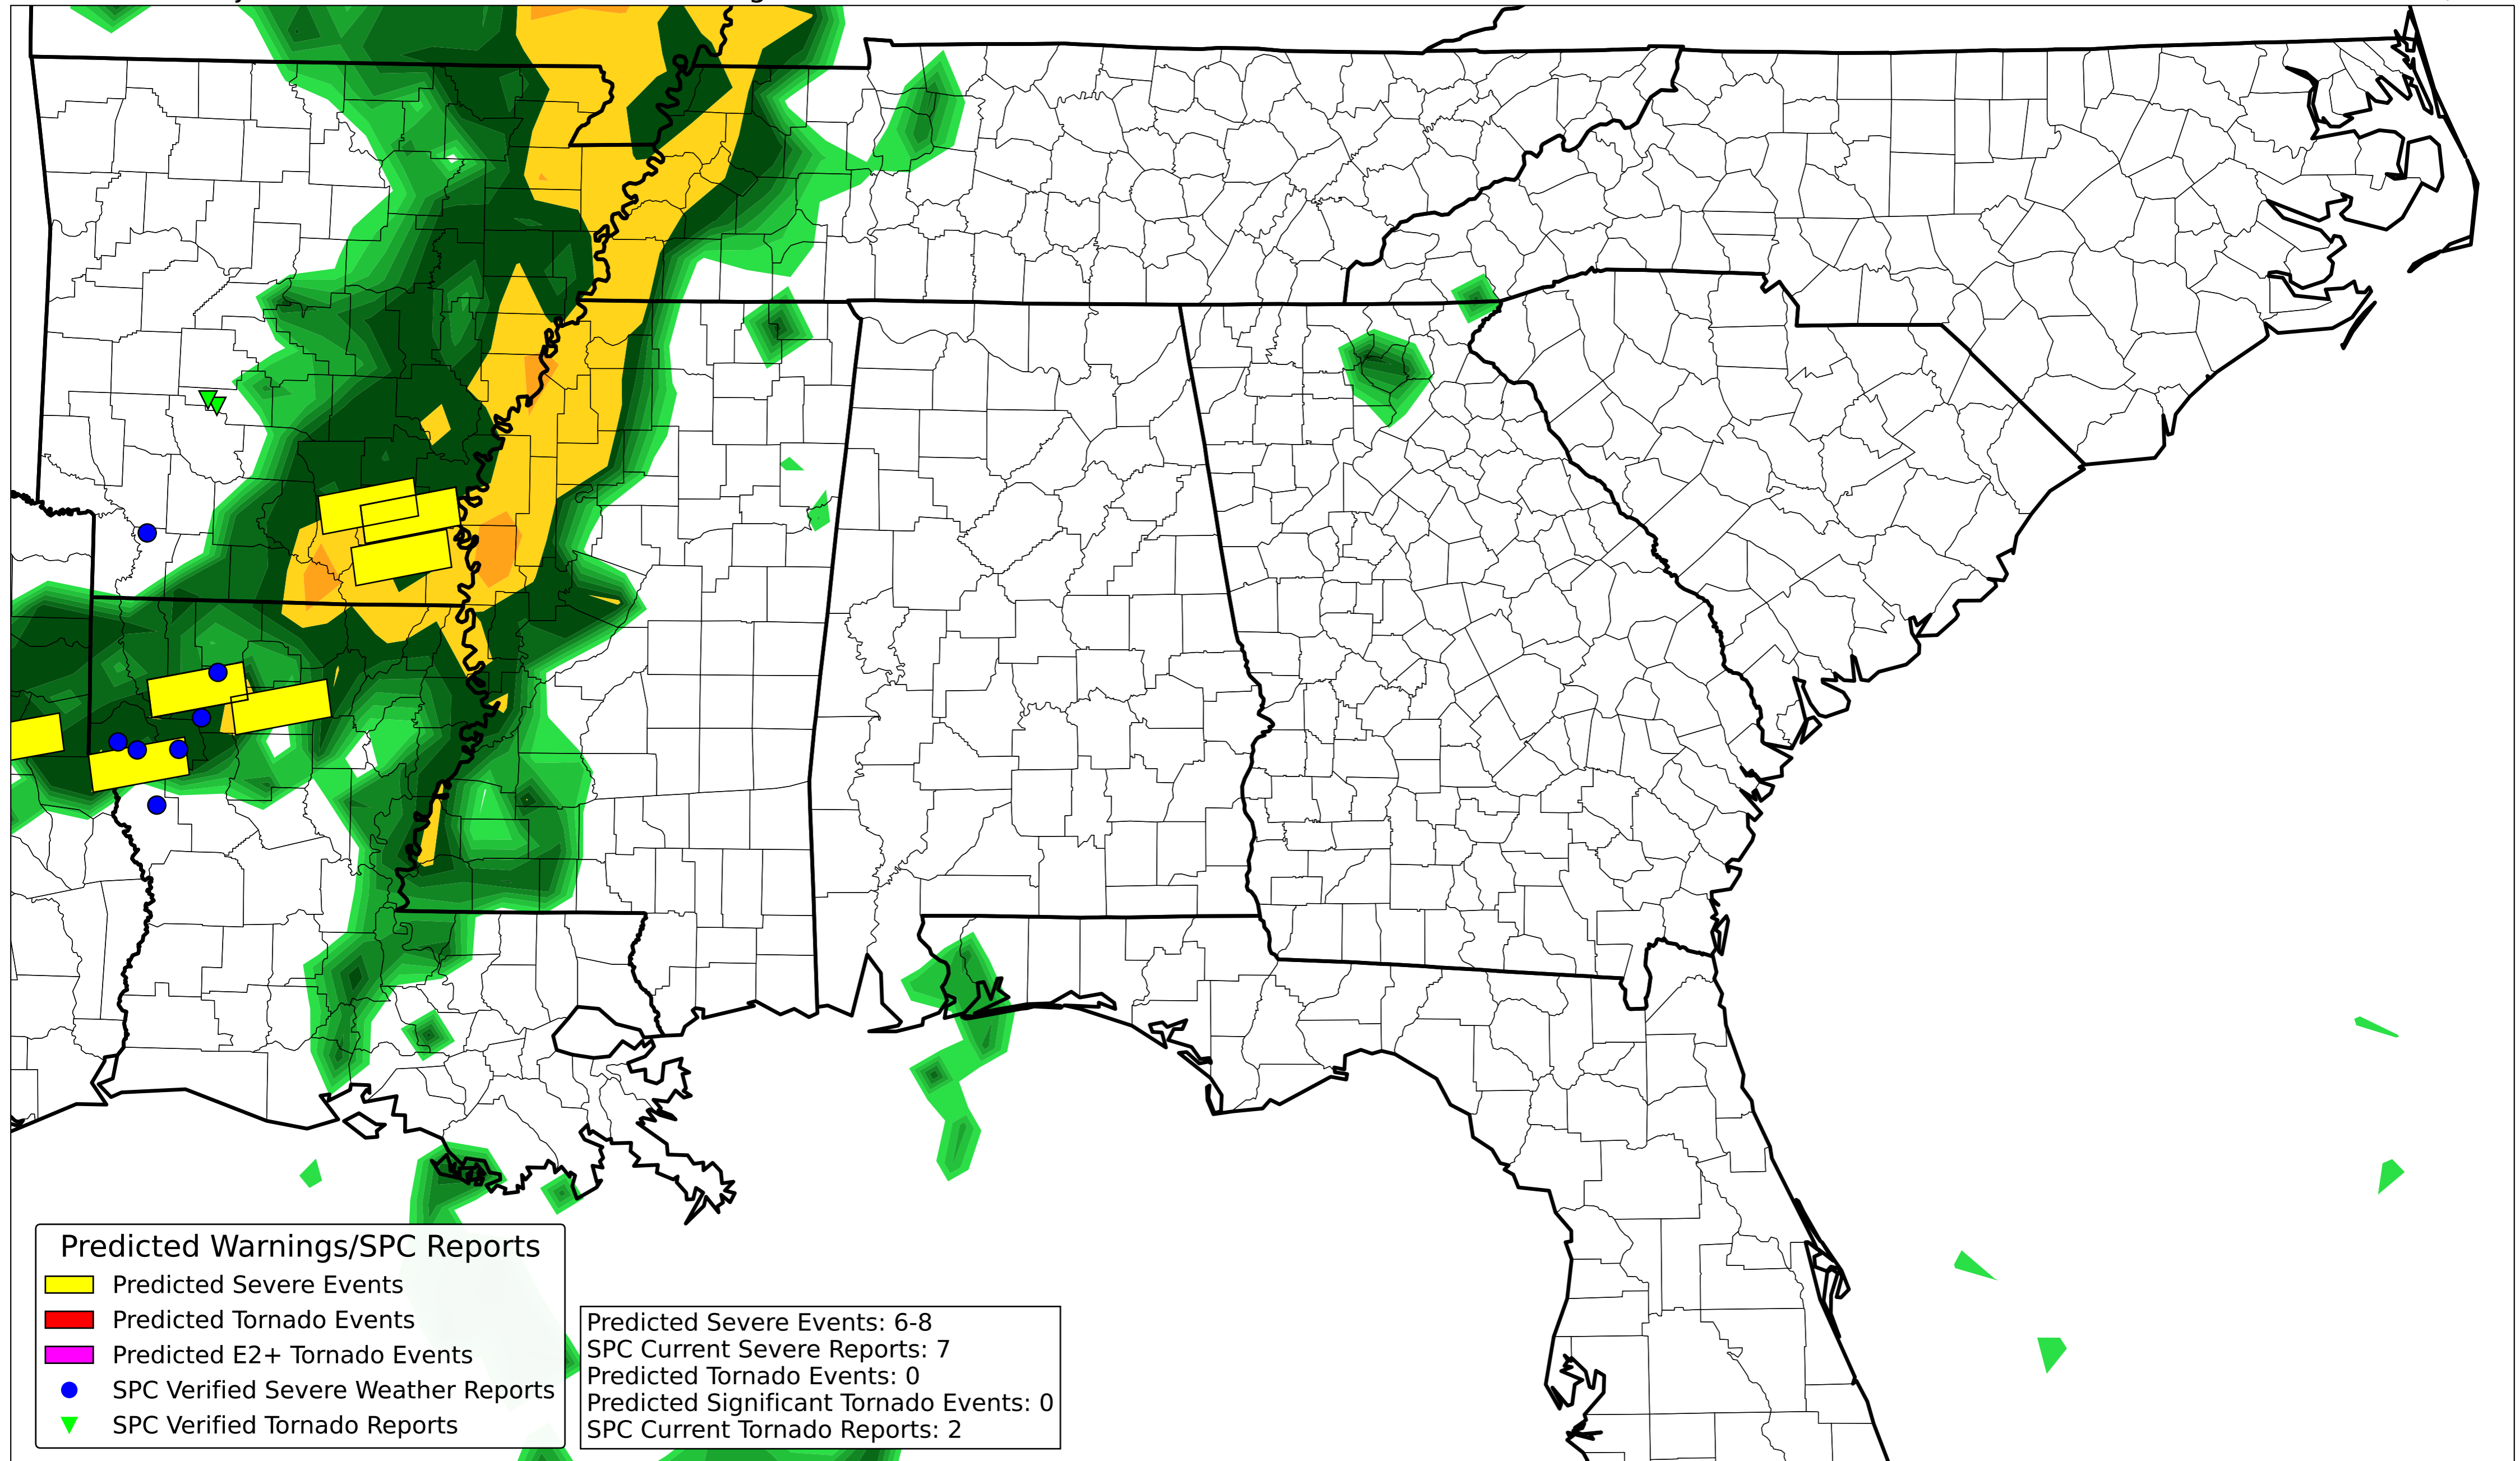 Predicted Warnings/SPC Reports
Predicted Severe Events
Predicted Tornado Events
Predicted E2+ Tornado Events
SPC Verified Severe Weather Reports
SPC Verified Tornado Reports
Predicted Severe Events: 6-8
SPC Current Severe Reports: 7
Predicted Tornado Events: 0
Predicted Significant Tornado Events: 0
SPC Current Tornado Reports: 2